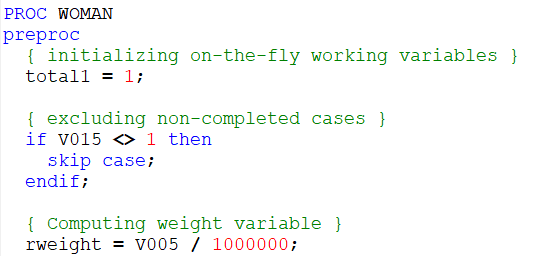 PROC WOMAN
preproc
{ initializing on-the-fly working variables }
total1 = 1;
{ excluding non-completed cases }
if V015 <> 1 then
skip case;
endif;
{ Computing weight variable }
rweight = V005 / 1000000;